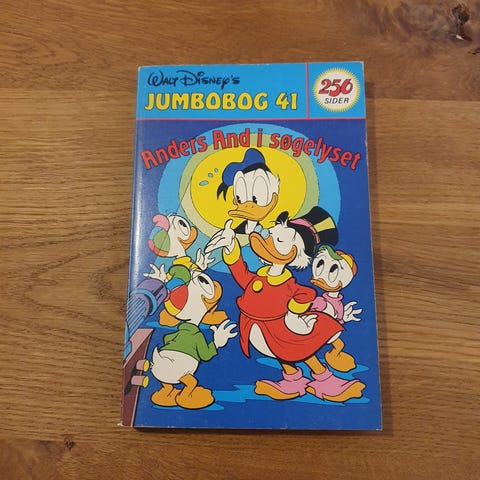 Walt Disney's
JUMBOBOG 41
256
SIDER
Anders And i søgelyset